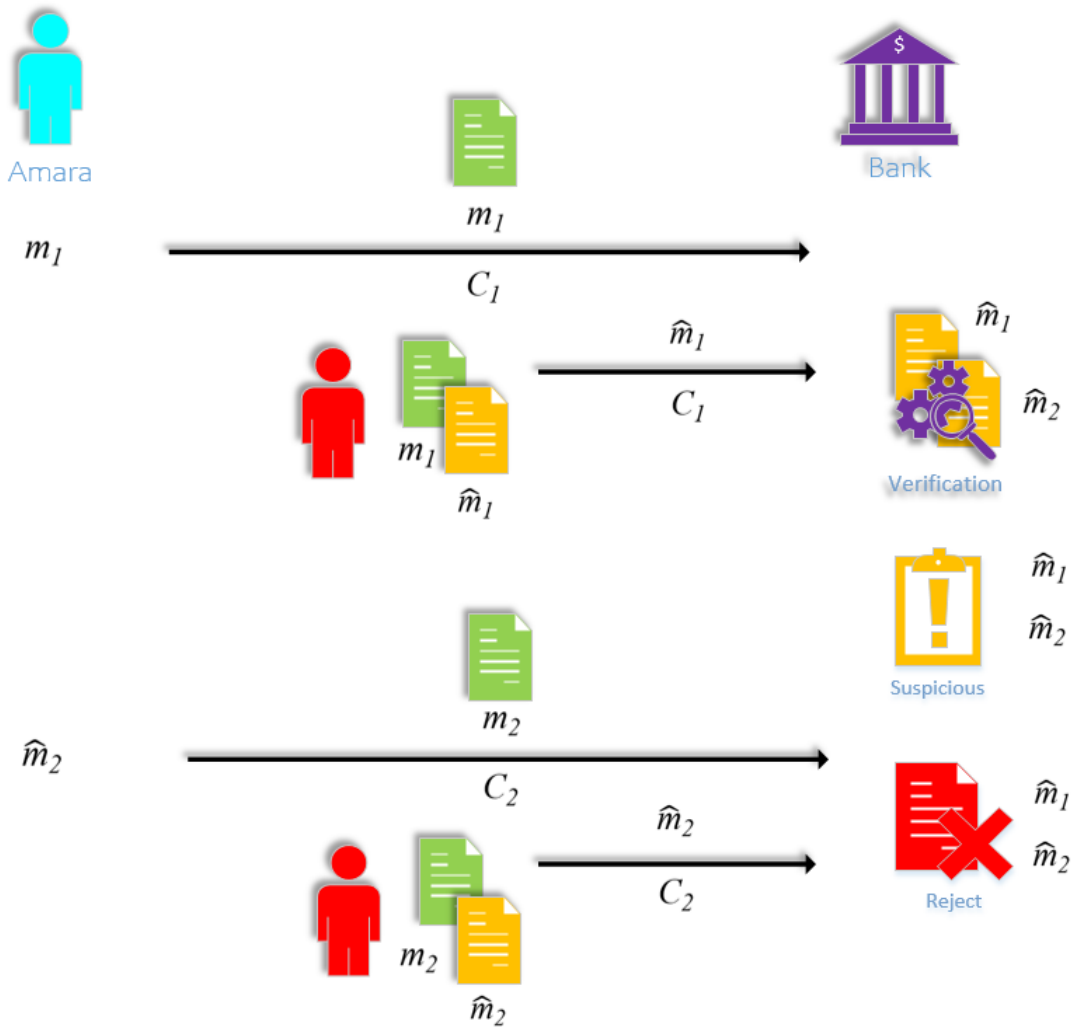 $
Amara
Bank
m₁
m₁
C₁
m̂₁
C₁
m₁
m̂₁
m̂₁
m̂₂
Verification
m̂₁
m̂₂
Suspicious
m₂
m̂₂
C₂
m̂₂
C₂
m₂
m̂₂
m̂₁
m̂₂
Reject